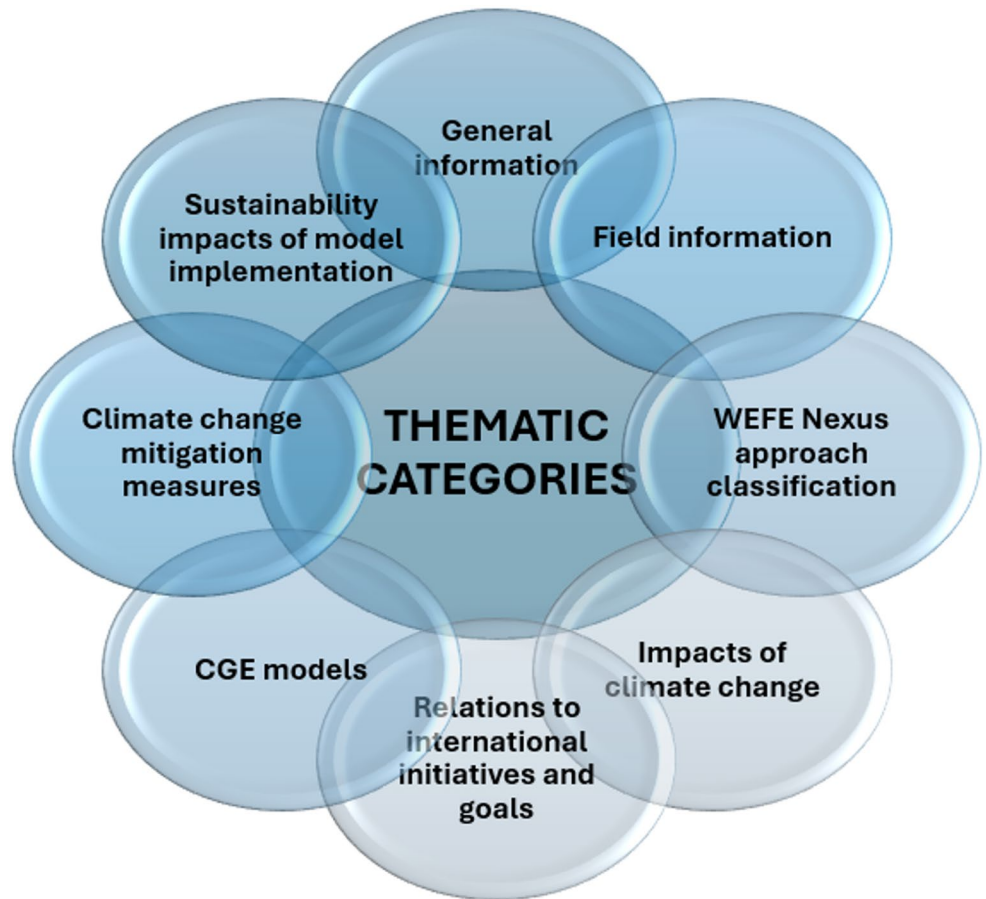 General
information
Field information
WEFE Nexus
approach
classification
Impacts of
climate change
Relations to
international
initiatives and
goals
CGE models
Climate change
mitigation
measures
Sustainability
impacts of model
implementation
THEMATIC
CATEGORIES